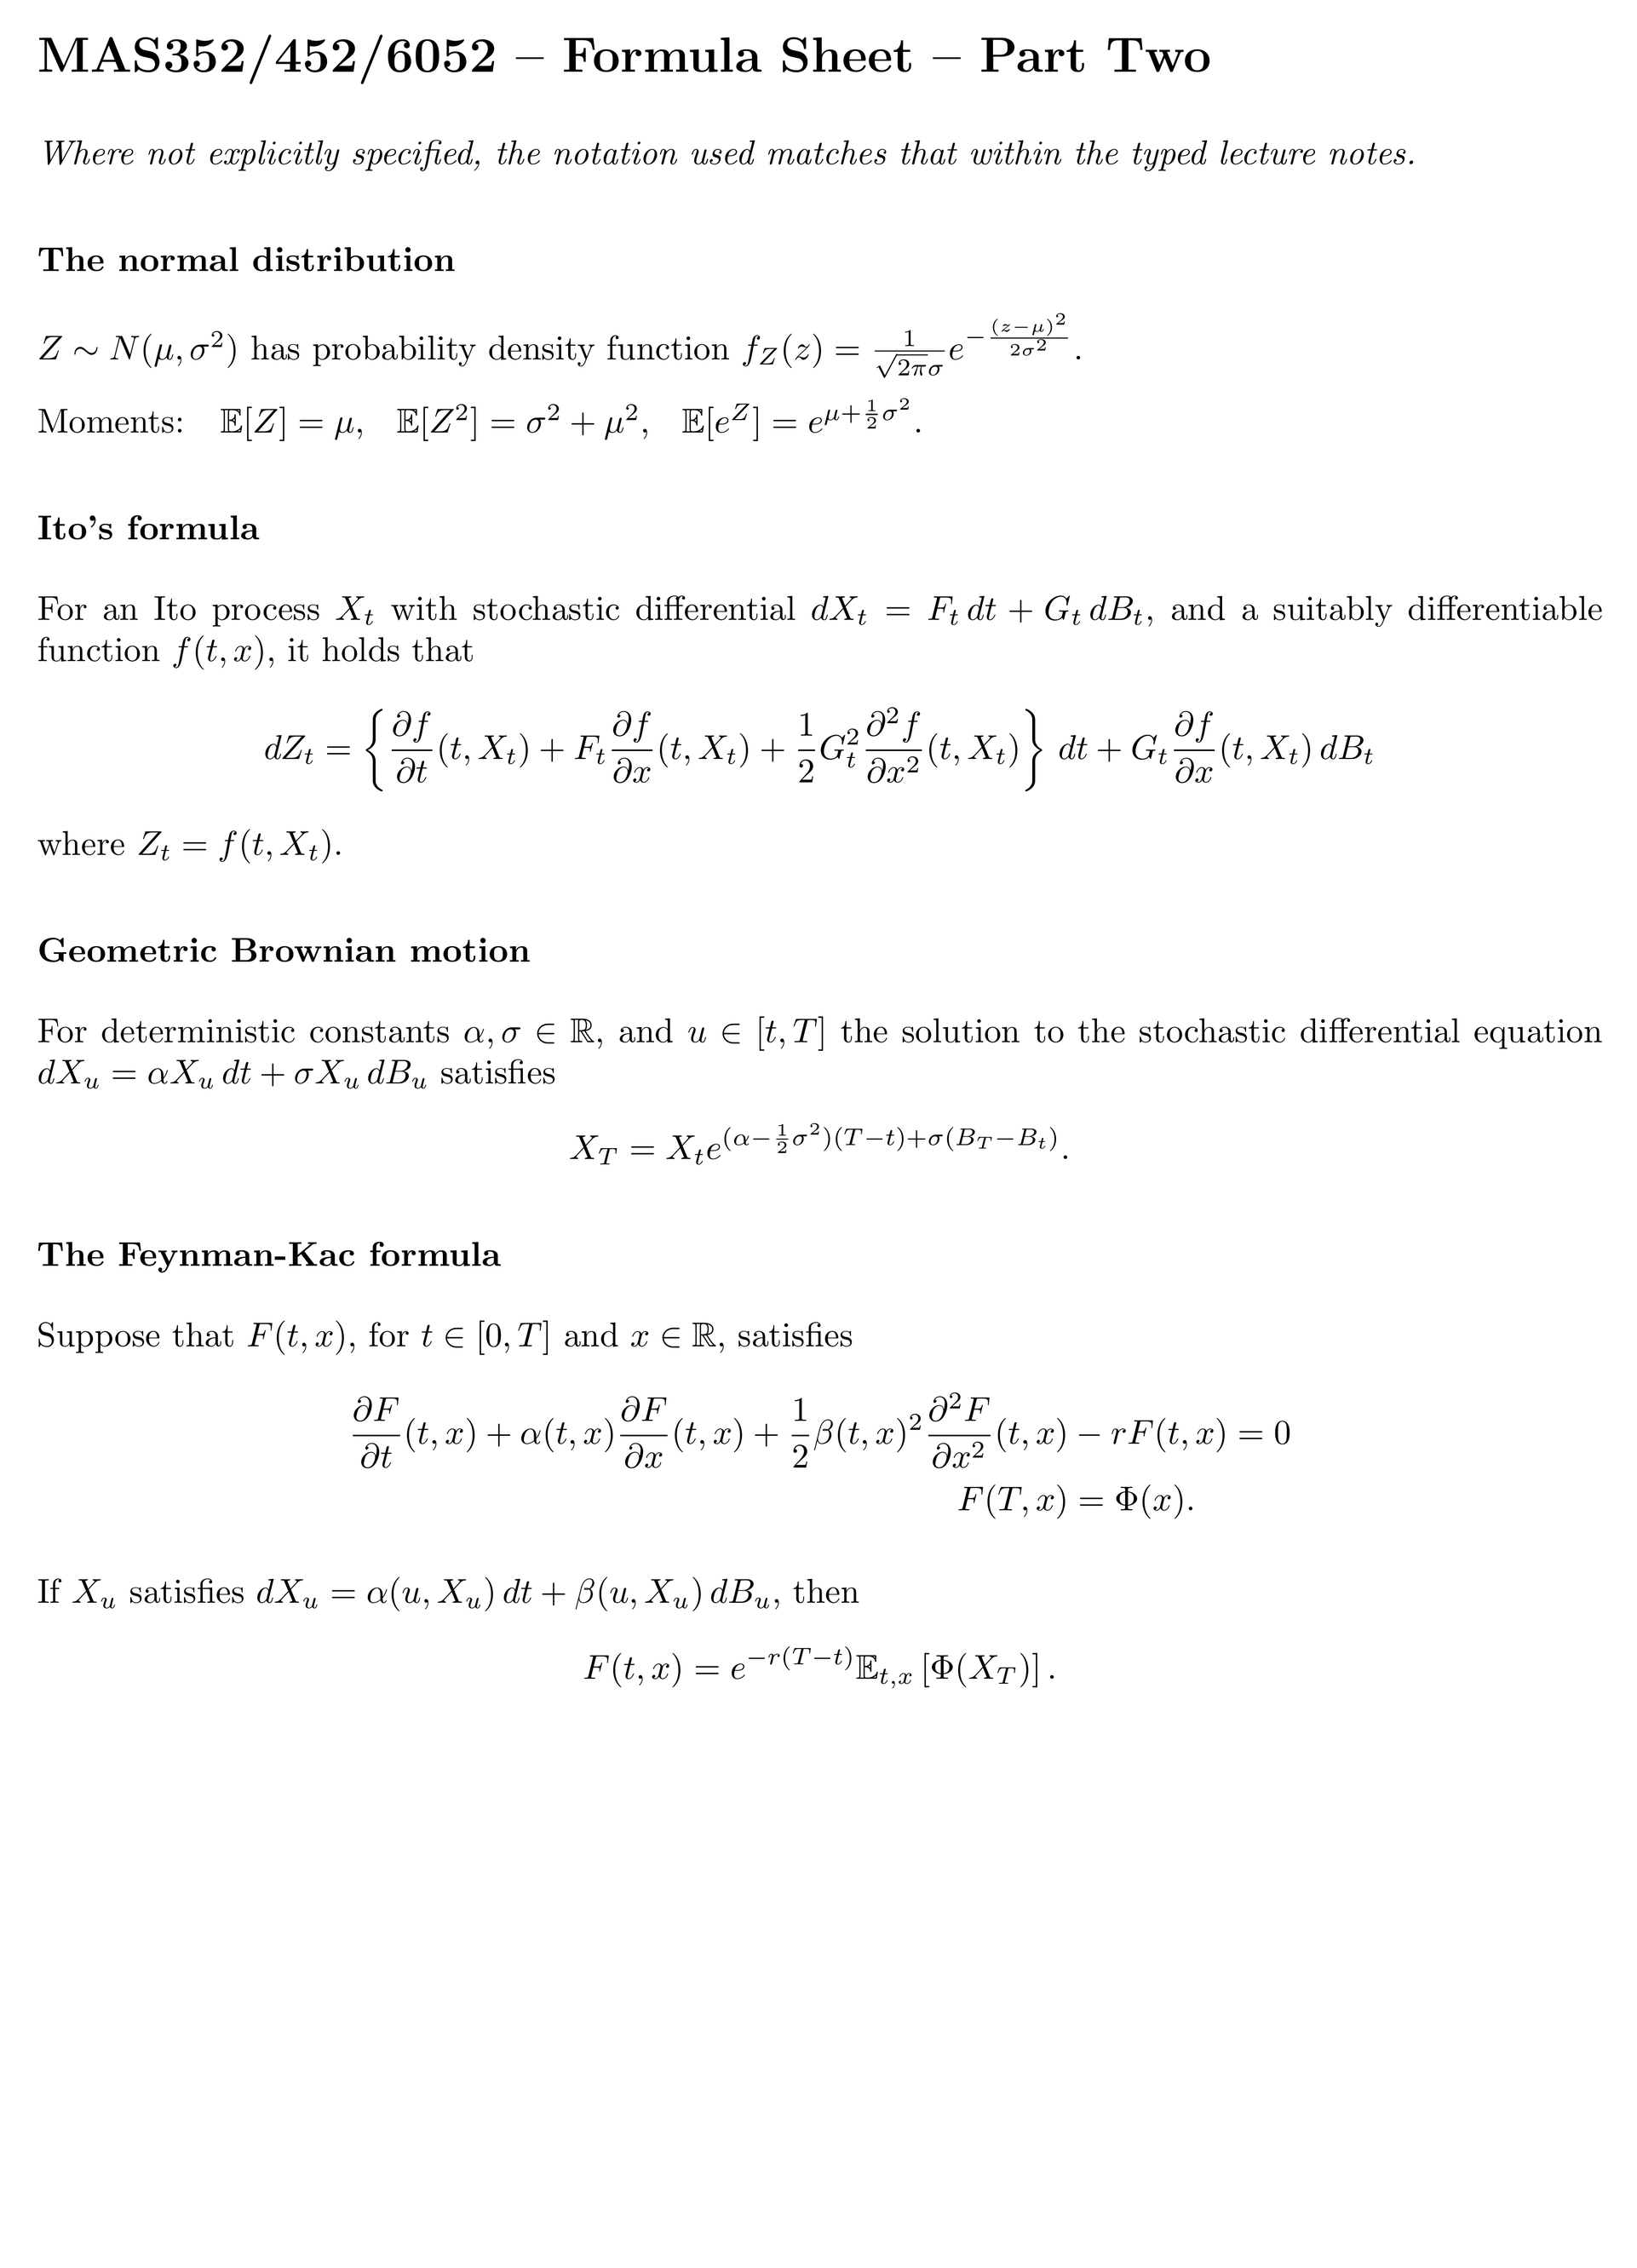 MAS352/452/6052 – Formula Sheet – Part Two
Where not explicitly specified, the notation used matches that within the typed lecture notes.
The normal distribution
$Z \sim N(\mu, \sigma^2)$ has probability density function $f_Z(z) = \frac{1}{\sqrt{2\pi}\sigma} e^{-\frac{(z-\mu)^2}{2\sigma^2}}$.
Moments: $\mathbb{E}[Z] = \mu$, $\mathbb{E}[Z^2] = \sigma^2 + \mu^2$, $\mathbb{E}[e^Z] = e^{\mu + \frac{1}{2}\sigma^2}$.
Ito's formula
For an Ito process $X_t$ with stochastic differential $dX_t = F_t\,dt + G_t\,dB_t$, and a suitably differentiable
function $f(t, x)$, it holds that
$dZ_t = \left\{ \frac{\partial f}{\partial t}(t, X_t) + F_t \frac{\partial f}{\partial x}(t, X_t) + \frac{1}{2} G_t^2 \frac{\partial^2 f}{\partial x^2}(t, X_t) \right\} dt + G_t \frac{\partial f}{\partial x}(t, X_t)\,dB_t$
where $Z_t = f(t, X_t)$.
Geometric Brownian motion
For deterministic constants $\alpha, \sigma \in \mathbb{R}$, and $u \in [t, T]$ the solution to the stochastic differential equation
$dX_u = \alpha X_u\,dt + \sigma X_u\,dB_u$ satisfies
$X_T = X_t e^{(\alpha - \frac{1}{2}\sigma^2)(T-t) + \sigma(B_T - B_t)}$.
The Feynman-Kac formula
Suppose that $F(t, x)$, for $t \in [0, T]$ and $x \in \mathbb{R}$, satisfies
$\frac{\partial F}{\partial t}(t, x) + \alpha(t, x) \frac{\partial F}{\partial x}(t, x) + \frac{1}{2} \beta(t, x)^2 \frac{\partial^2 F}{\partial x^2}(t, x) - rF(t, x) = 0$
$F(T, x) = \Phi(x)$.
If $X_u$ satisfies $dX_u = \alpha(u, X_u)\,dt + \beta(u, X_u)\,dB_u$, then
$F(t, x) = e^{-r(T-t)} \mathbb{E}_{t,x} \left[ \Phi(X_T) \right]$.